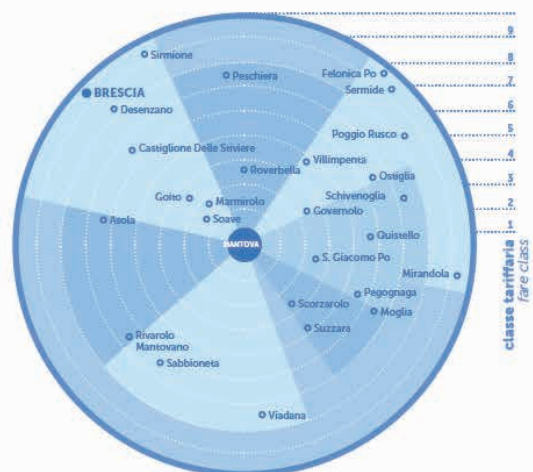 9
8
7
6
5
4
3
2
1
classe tariffaria
fare class
Sirmione
Peschiera
Felonica Po
Sermide
BRESCIA
Desenzano
Poggio Rusco
Castiglione Delle Stiviere
Villimpenta
Roverbella
Ostiglia
Goito
Marmirolo
Schivenoglia
Asola
Soave
Governolo
MANTOVA
Quistello
S. Giacomo Po
Mirandola
Pegognaga
Scorzarolo
Moglia
Suzzara
Rivarolo
Mantovano
Sabbioneta
Viadana